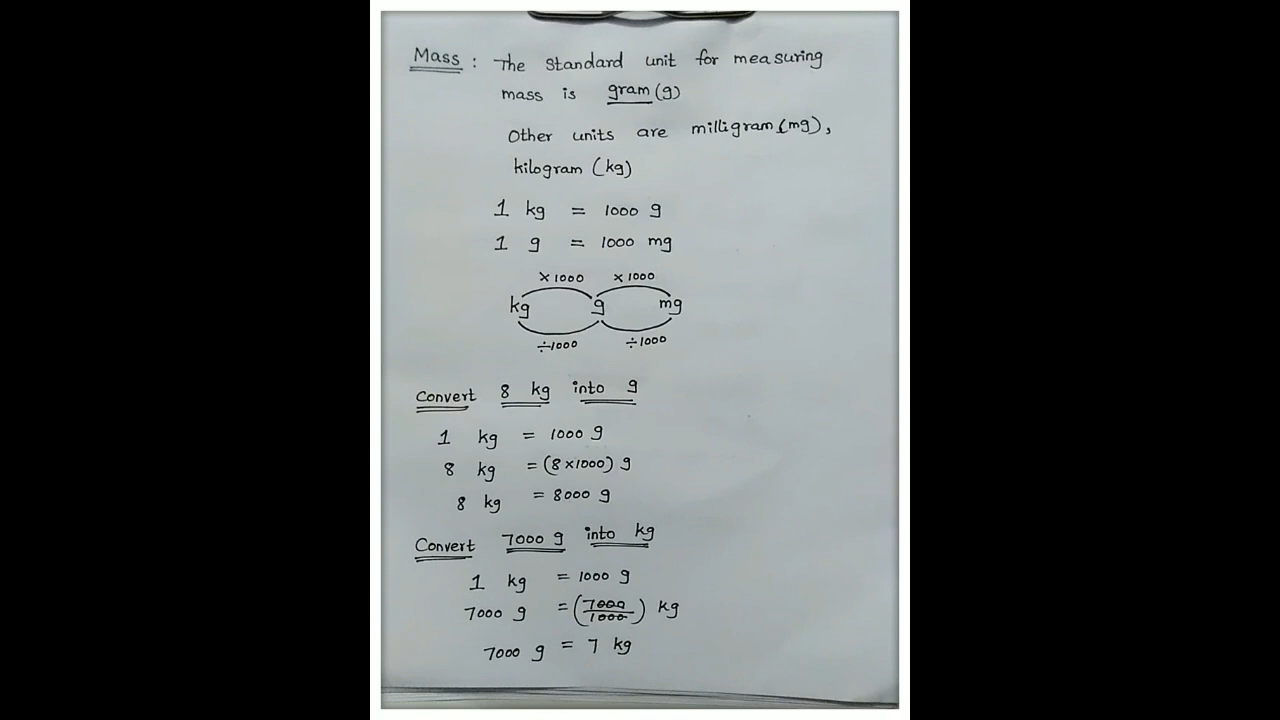 Mass : The standard unit for measuring
mass is gram (g)
Other units are milligram (mg),
kilogram (kg)
1 kg = 1000 g
1 g = 1000 mg
×1000 ×1000
kg g mg
÷1000 ÷1000
Convert 8 kg into g
1 kg = 1000 g
8 kg = (8×1000) g
8 kg = 8000 g
Convert 7000 g into kg
1 kg = 1000 g
7000 g = (7000/1000) kg
7000 g = 7 kg